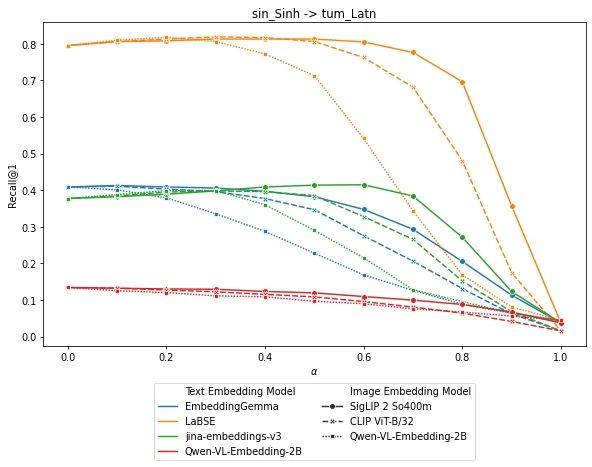 sin_Sinh -> tum_Latn
Recall@1
0.8
0.7
0.6
0.5
0.4
0.3
0.2
0.1
0.0
0.0 0.2 0.4 0.6 0.8 1.0
α
Text Embedding Model
EmbeddingGemma
LaBSE
jina-embeddings-v3
Qwen-VL-Embedding-2B
Image Embedding Model
SigLIP 2 So400m
CLIP ViT-B/32
Qwen-VL-Embedding-2B